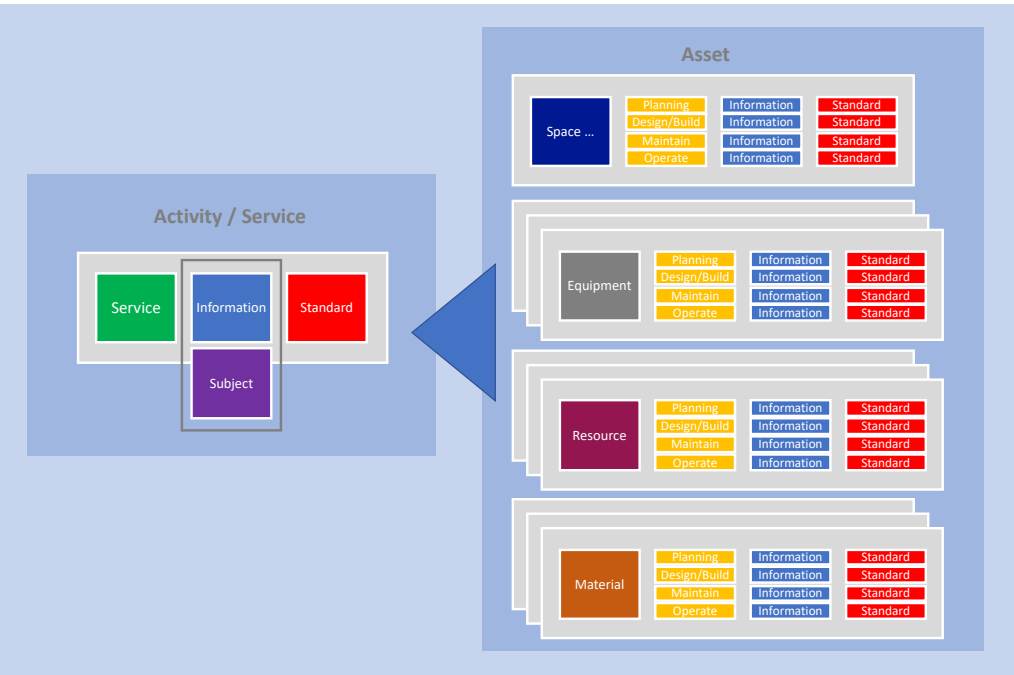 Asset
Space ...
Planning Information Standard
Design/Build Information Standard
Maintain Information Standard
Operate Information Standard
Activity / Service
Service
Information
Standard
Subject
Equipment
Planning Information Standard
Design/Build Information Standard
Maintain Information Standard
Operate Information Standard
Resource
Planning Information Standard
Design/Build Information Standard
Maintain Information Standard
Operate Information Standard
Material
Planning Information Standard
Design/Build Information Standard
Maintain Information Standard
Operate Information Standard